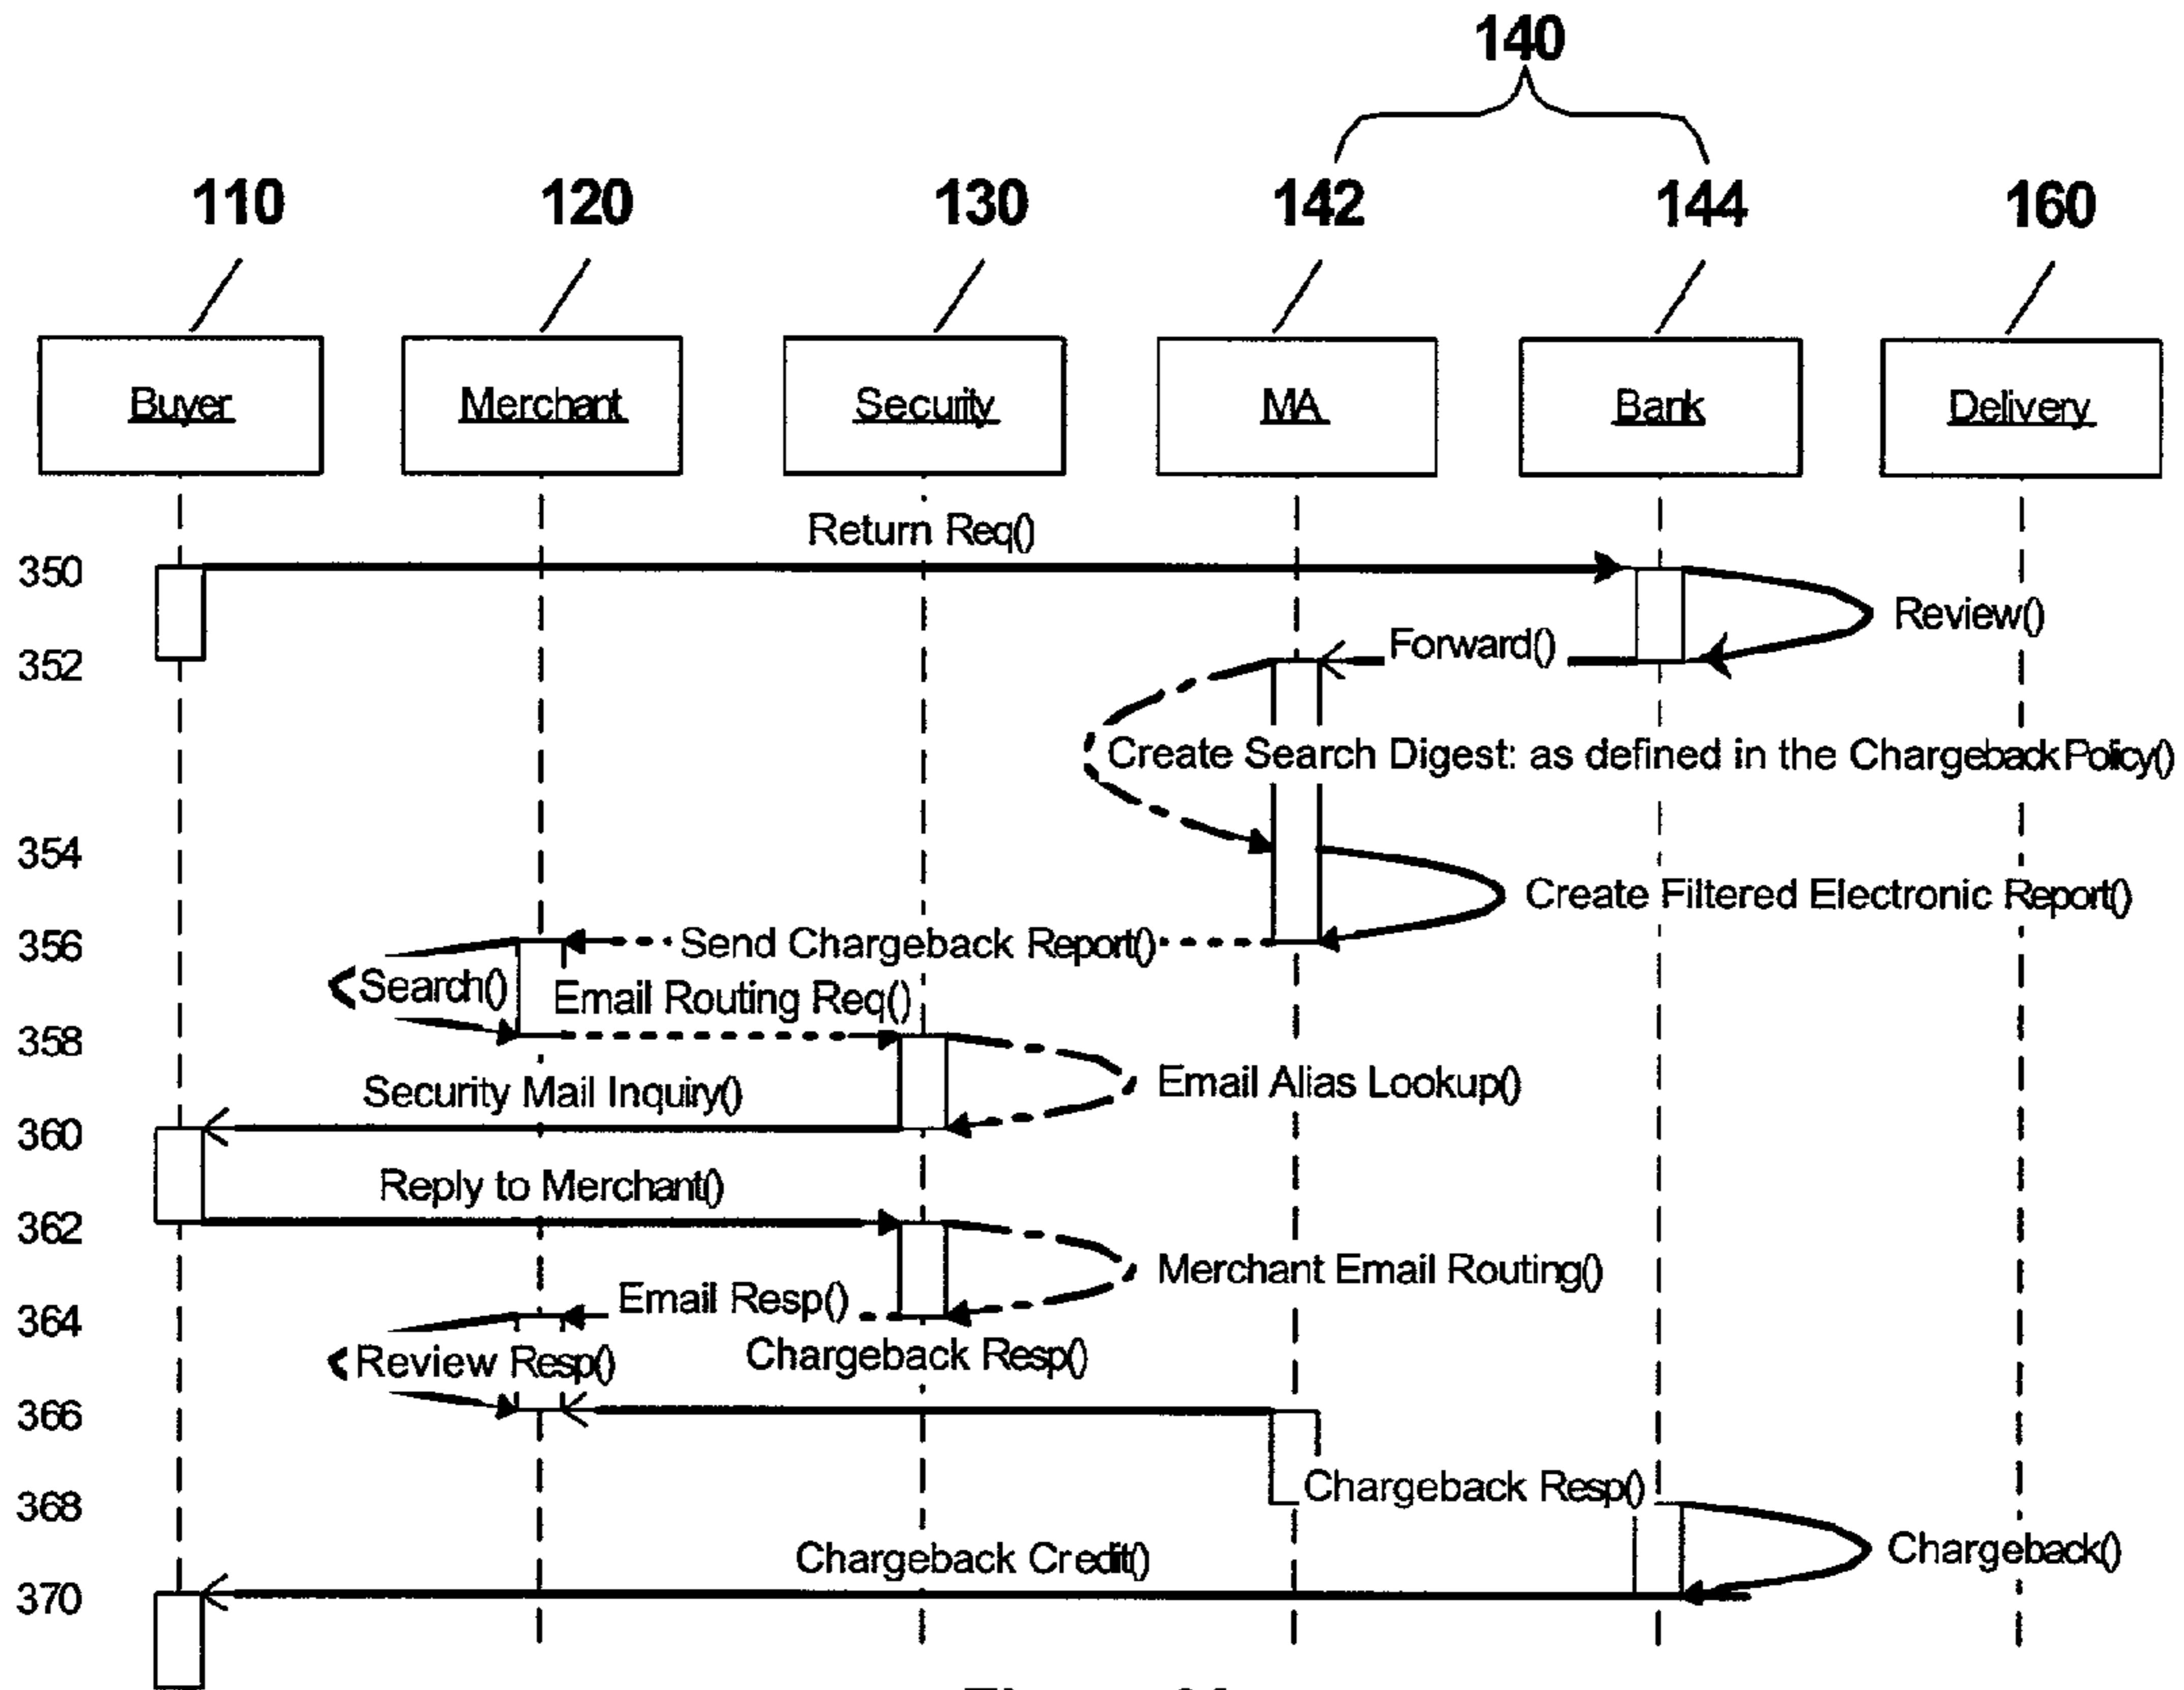 140
110 120 130 142 144 160
Buyer Merchant Security MA Bank Delivery
Return Req()
350
Review()
Forward()
352
Create Search Digest: as defined in the Chargeback Policy()
354
Create Filtered Electronic Report()
356
Send Chargeback Report()
Search()
Email Routing Req()
358
Email Alias Lookup()
Security Mail Inquiry()
360
Reply to Merchant()
362
Merchant Email Routing()
Email Resp()
364
Review Resp()
Chargeback Resp()
366
Chargeback Resp()
368
Chargeback()
Chargeback Credit()
370